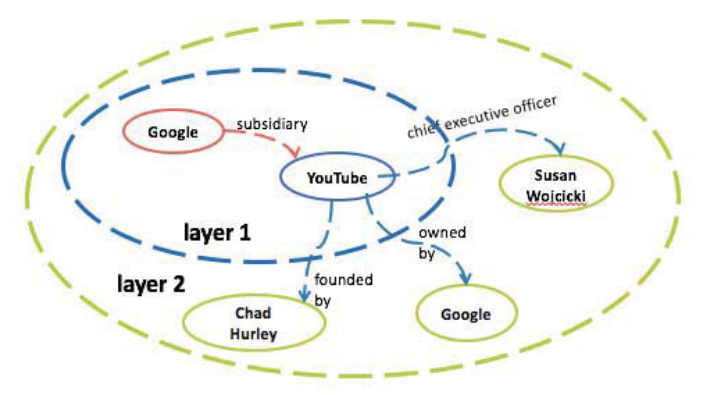 chief executive officer
subsidiary
Google
YouTube
Susan
Wojcicki
layer 1
owned
by
layer 2
founded
by
Chad
Hurley
Google